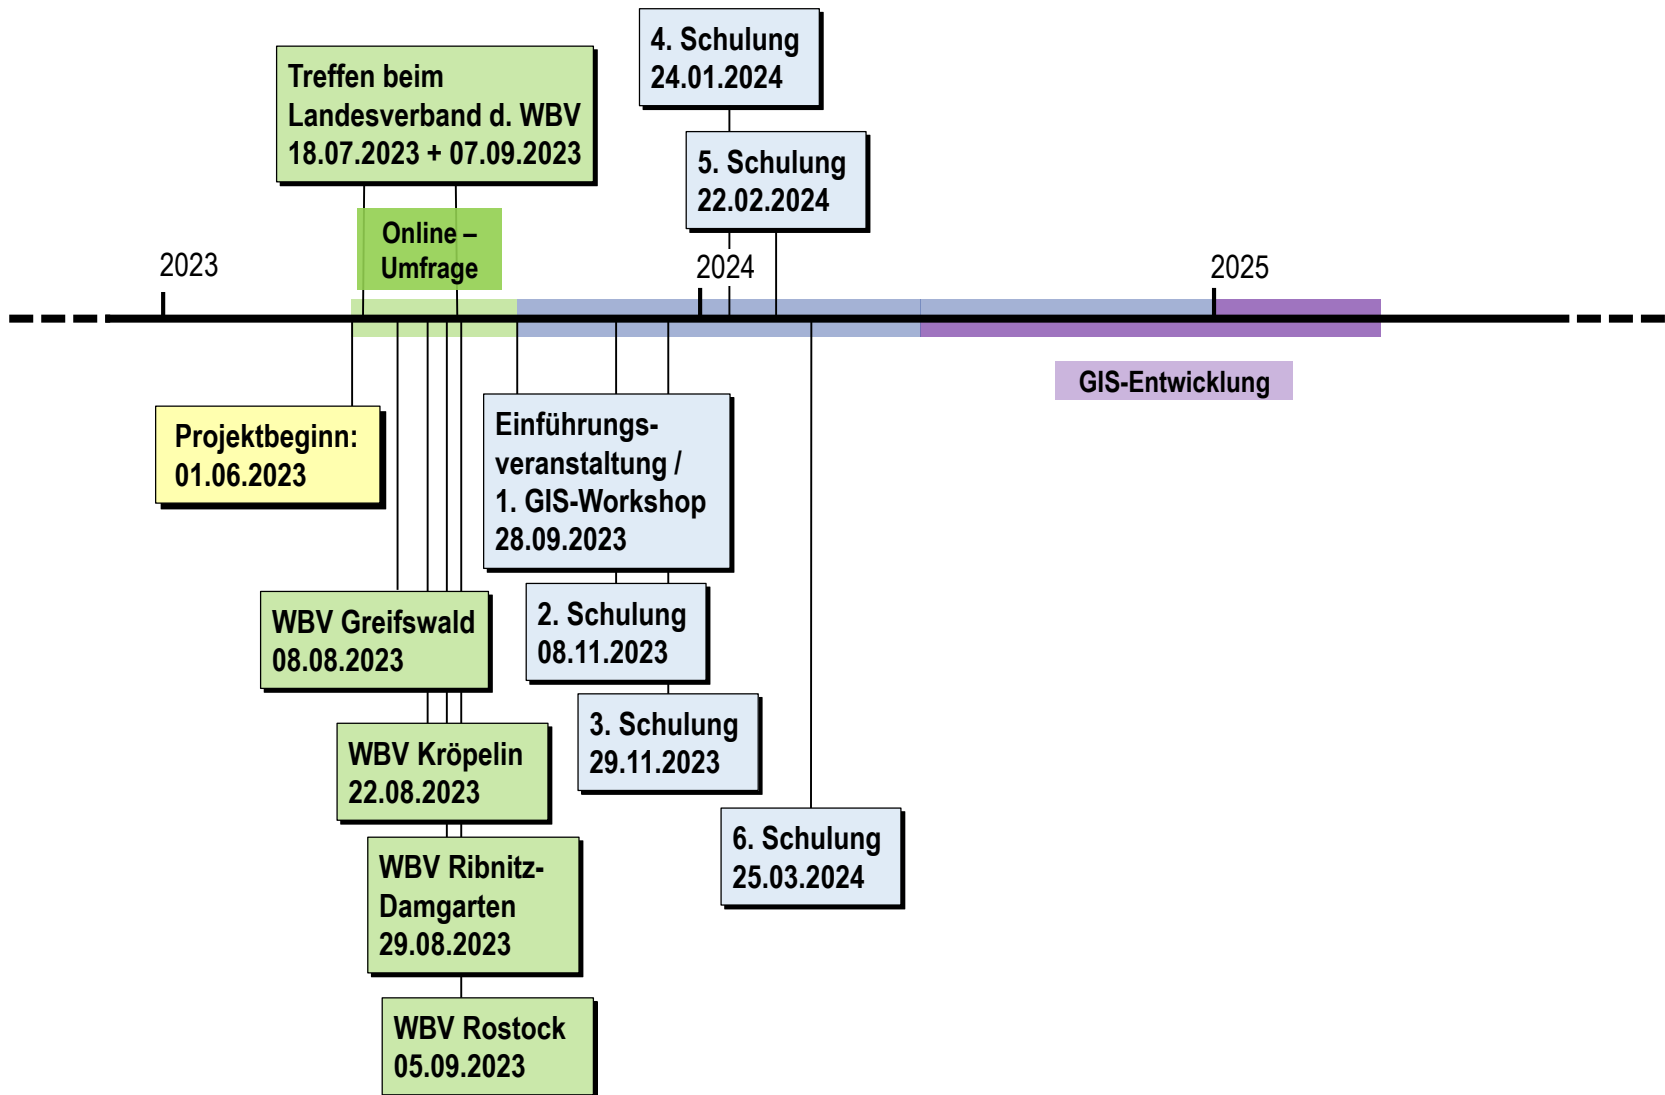 4. Schulung
24.01.2024
Treffen beim
Landesverband d. WBV
18.07.2023 + 07.09.2023
5. Schulung
22.02.2024
Online –
Umfrage
2023
2024
2025
GIS-Entwicklung
Projektbeginn:
01.06.2023
Einführungs-
veranstaltung /
1. GIS-Workshop
28.09.2023
WBV Greifswald
08.08.2023
2. Schulung
08.11.2023
3. Schulung
29.11.2023
WBV Kröpelin
22.08.2023
6. Schulung
25.03.2024
WBV Ribnitz-
Damgarten
29.08.2023
WBV Rostock
05.09.2023